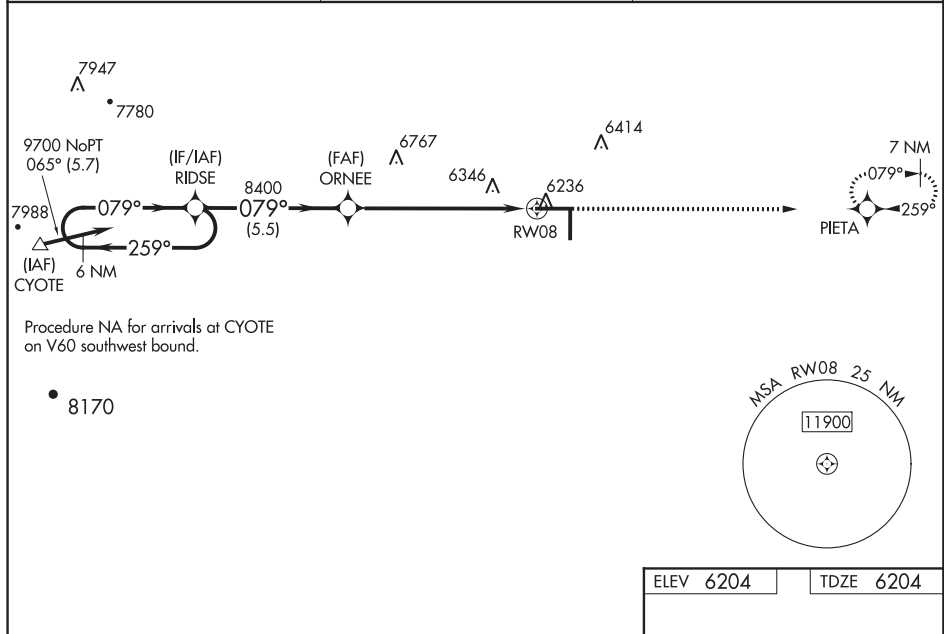 7947
7780
9700 NoPT
065° (5.7)
(IF/IAF)
RIDSE
(FAF)
ORNEE
6767
6346
6414
6236
7 NM
079°
259°
PIETA
7988
079°
8400
079°
(5.5)
RW08
259°
6 NM
(IAF)
CYOTE
Procedure NA for arrivals at CYOTE
on V60 southwest bound.
8170
MSA RW08 25 NM
11900
ELEV 6204
TDZE 6204